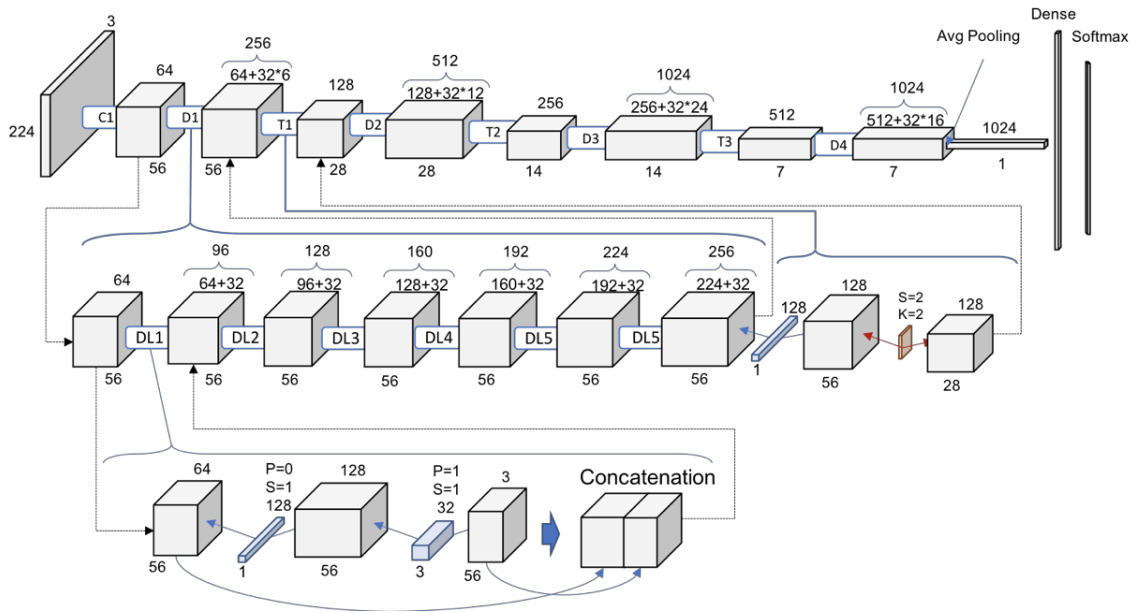 3
224
C1
64
56
D1
256
64+32*6
56
T1
128
28
D2
512
128+32*12
28
T2
256
14
D3
1024
256+32*24
14
T3
512
7
D4
1024
512+32*16
7
Avg Pooling
1024
1
Dense
Softmax
64
56
DL1
96
64+32
56
DL2
128
96+32
56
DL3
160
128+32
56
DL4
192
160+32
56
DL5
224
192+32
56
DL5
256
224+32
56
128
1
128
56
S=2
K=2
128
28
64
56
P=0
S=1
128
1
128
56
P=1
S=1
32
3
3
56
Concatenation